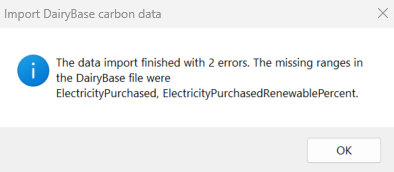 Import DairyBase carbon data
The data import finished with 2 errors. The missing ranges in
the DairyBase file were
ElectricityPurchased, ElectricityPurchasedRenewablePercent.
OK